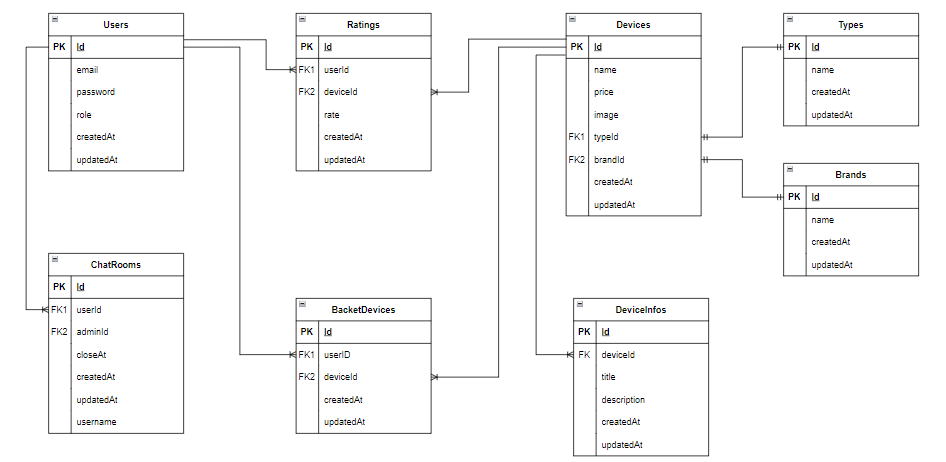 Users
PK Id
email
password
role
createdAt
updatedAt
Ratings
PK Id
FK1 userId
FK2 deviceId
rate
createdAt
updatedAt
Devices
PK Id
name
price
image
FK1 typeId
FK2 brandId
createdAt
updatedAt
Types
PK Id
name
createdAt
updatedAt
Brands
PK Id
name
createdAt
updatedAt
ChatRooms
PK Id
FK1 userId
FK2 adminId
closeAt
createdAt
updatedAt
username
BacketDevices
PK Id
FK1 userID
FK2 deviceId
createdAt
updatedAt
DeviceInfos
PK Id
FK deviceId
title
description
createdAt
updatedAt